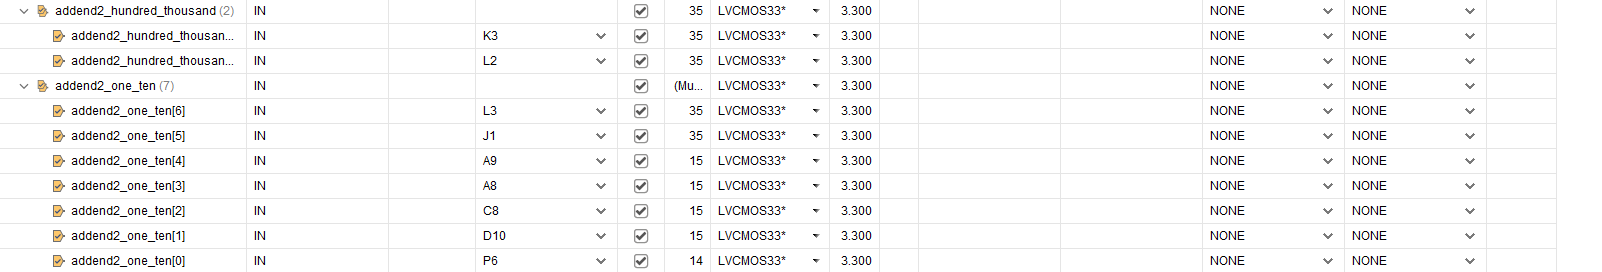 addend2_hundred_thousand (2) IN 35 LVCMOS33* 3.300 NONE NONE
addend2_hundred_thousan... IN K3 35 LVCMOS33* 3.300 NONE NONE
addend2_hundred_thousan... IN L2 35 LVCMOS33* 3.300 NONE NONE
addend2_one_ten (7) IN (Mu... LVCMOS33* 3.300 NONE NONE
addend2_one_ten[6] IN L3 35 LVCMOS33* 3.300 NONE NONE
addend2_one_ten[5] IN J1 35 LVCMOS33* 3.300 NONE NONE
addend2_one_ten[4] IN A9 15 LVCMOS33* 3.300 NONE NONE
addend2_one_ten[3] IN A8 15 LVCMOS33* 3.300 NONE NONE
addend2_one_ten[2] IN C8 15 LVCMOS33* 3.300 NONE NONE
addend2_one_ten[1] IN D10 15 LVCMOS33* 3.300 NONE NONE
addend2_one_ten[0] IN P6 14 LVCMOS33* 3.300 NONE NONE